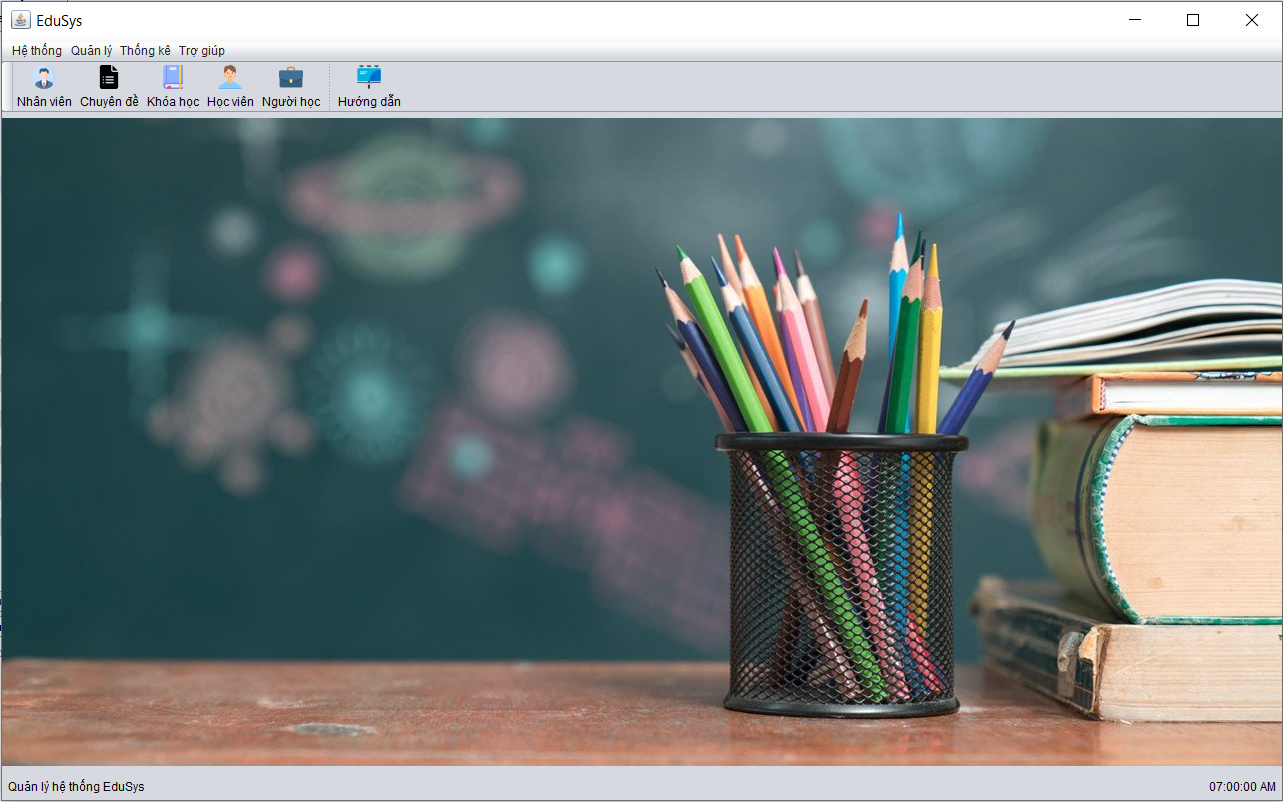 EduSys
Hệ thống Quản lý Thống kê Trợ giúp
Nhân viên Chuyên đề Khóa học Học viên Người học Hướng dẫn
Quản lý hệ thống EduSys 07:00:00 AM